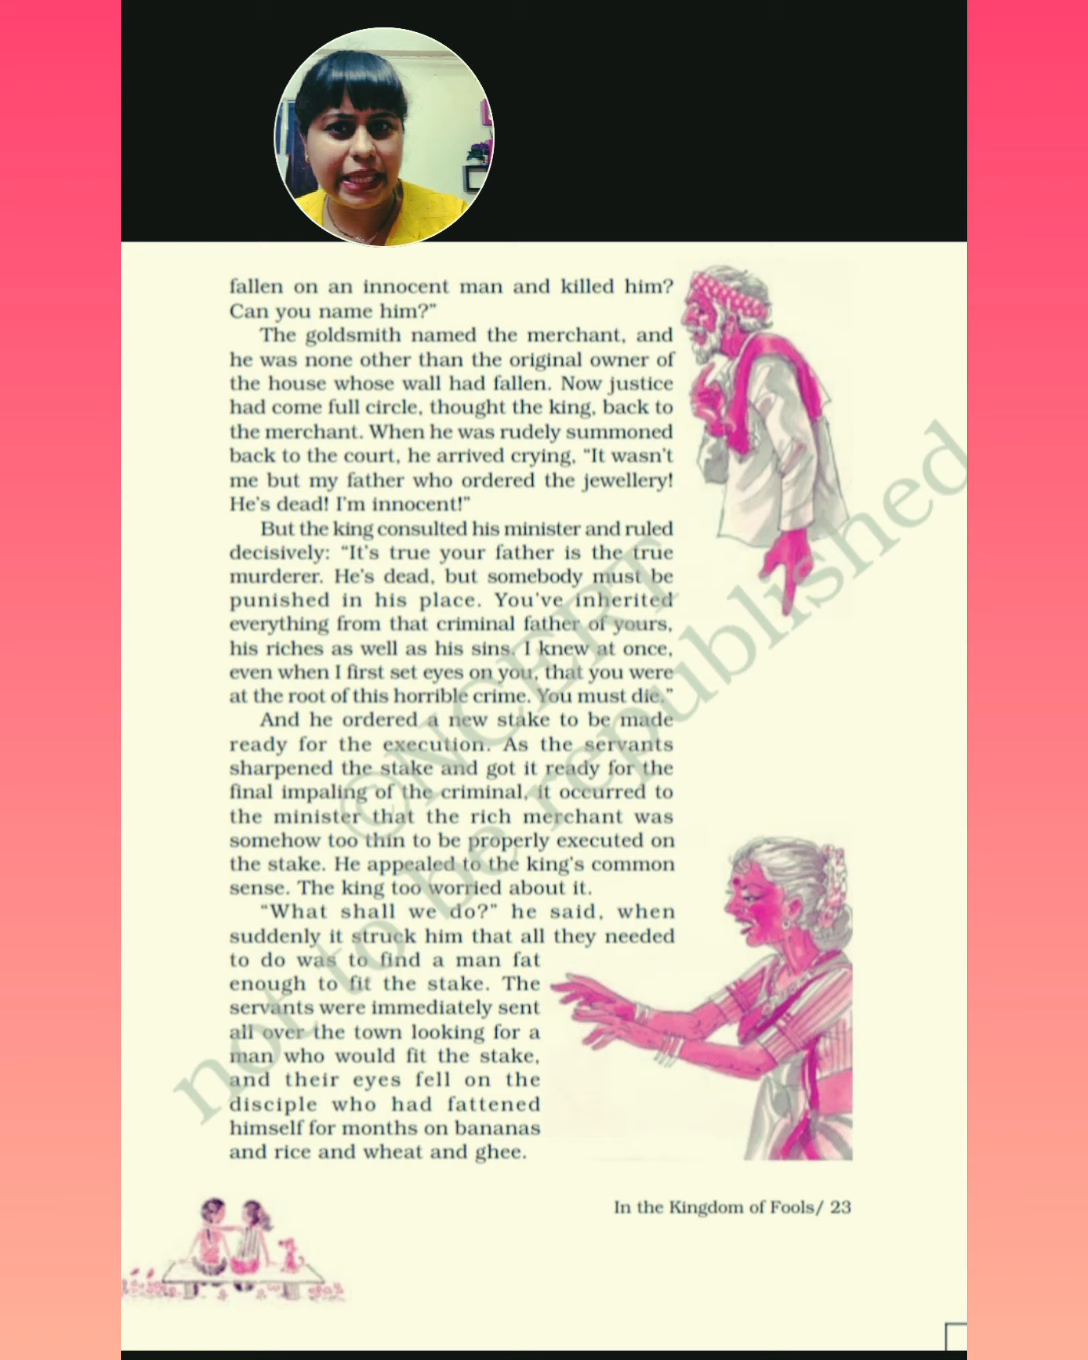 fallen on an innocent man and killed him?
Can you name him?"
The goldsmith named the merchant, and
he was none other than the original owner of
the house whose wall had fallen. Now justice
had come full circle, thought the king, back to
the merchant. When he was rudely summoned
back to the court, he arrived crying, "It wasn't
me but my father who ordered the jewellery!
He's dead! I'm innocent!"
But the king consulted his minister and ruled
decisively: "It's true your father is the true
murderer. He's dead, but somebody must be
punished in his place. You've inherited
everything from that criminal father of yours,
his riches as well as his sins. I knew at once,
even when I first set eyes on you, that you were
at the root of this horrible crime. You must die."
And he ordered a new stake to be made
ready for the execution. As the servants
sharpened the stake and got it ready for the
final impaling of the criminal, it occurred to
the minister that the rich merchant was
somehow too thin to be properly executed on
the stake. He appealed to the king's common
sense. The king too worried about it.
"What shall we do?" he said, when
suddenly it struck him that all they needed
to do was to find a man fat
enough to fit the stake. The
servants were immediately sent
all over the town looking for a
man who would fit the stake,
and their eyes fell on the
disciple who had fattened
himself for months on bananas
and rice and wheat and ghee.
In the Kingdom of Fools/ 23
©NCERT
not to be republished